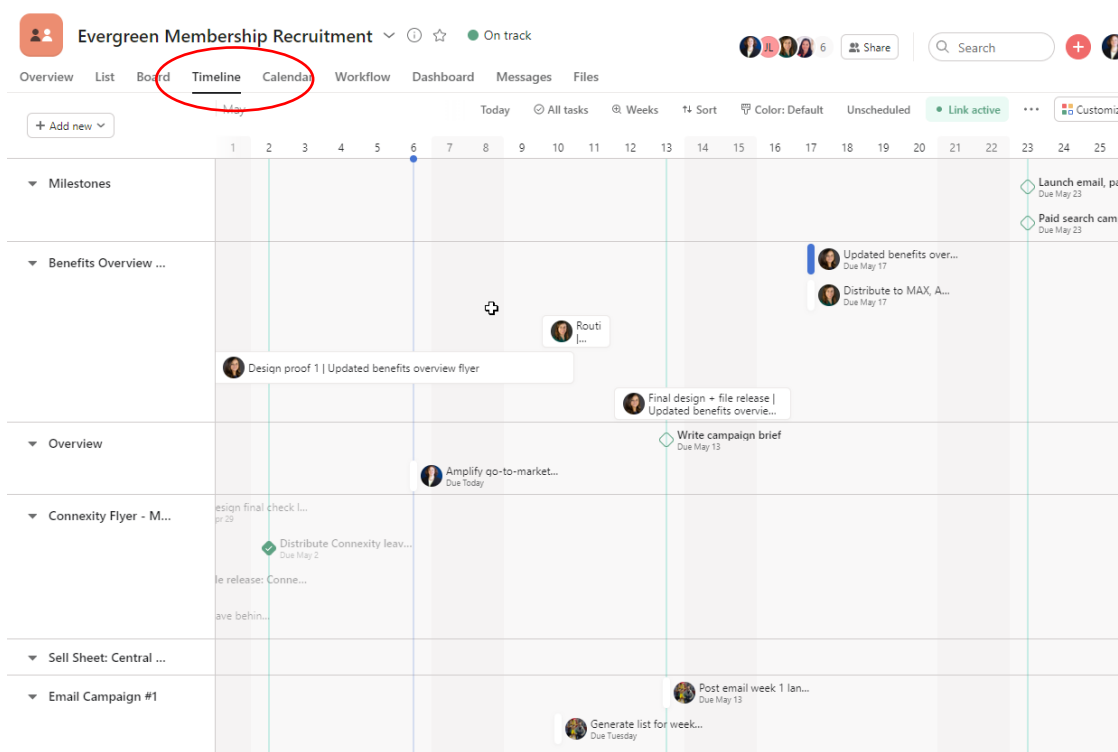 Evergreen Membership Recruitment
On track
JL
6
Share
Search
Overview List Board Timeline Calendar Workflow Dashboard Messages Files
May
Today All tasks Weeks Sort Color: Default Unscheduled Link active ... Customiz
+ Add new
1 2 3 4 5 6 7 8 9 10 11 12 13 14 15 16 17 18 19 20 21 22 23 24 25
Milestones
Launch email, pa
Due May 23
Paid search cam
Due May 23
Benefits Overview ...
Updated benefits over...
Due May 17
Distribute to MAX, A...
Due May 17
Routi
|...
Design proof 1 | Updated benefits overview flyer
Final design + file release |
Updated benefits overvie...
Overview
Write campaign brief
Due May 13
Amplify go-to-market...
Due Today
Connexity Flyer - M...
esign final check l...
pr 29
Distribute Connexity leav...
Due May 2
le release: Conne...
ave behin...
Sell Sheet: Central ...
Email Campaign #1
Post email week 1 lan...
Due May 13
Generate list for week...
Due Tuesday